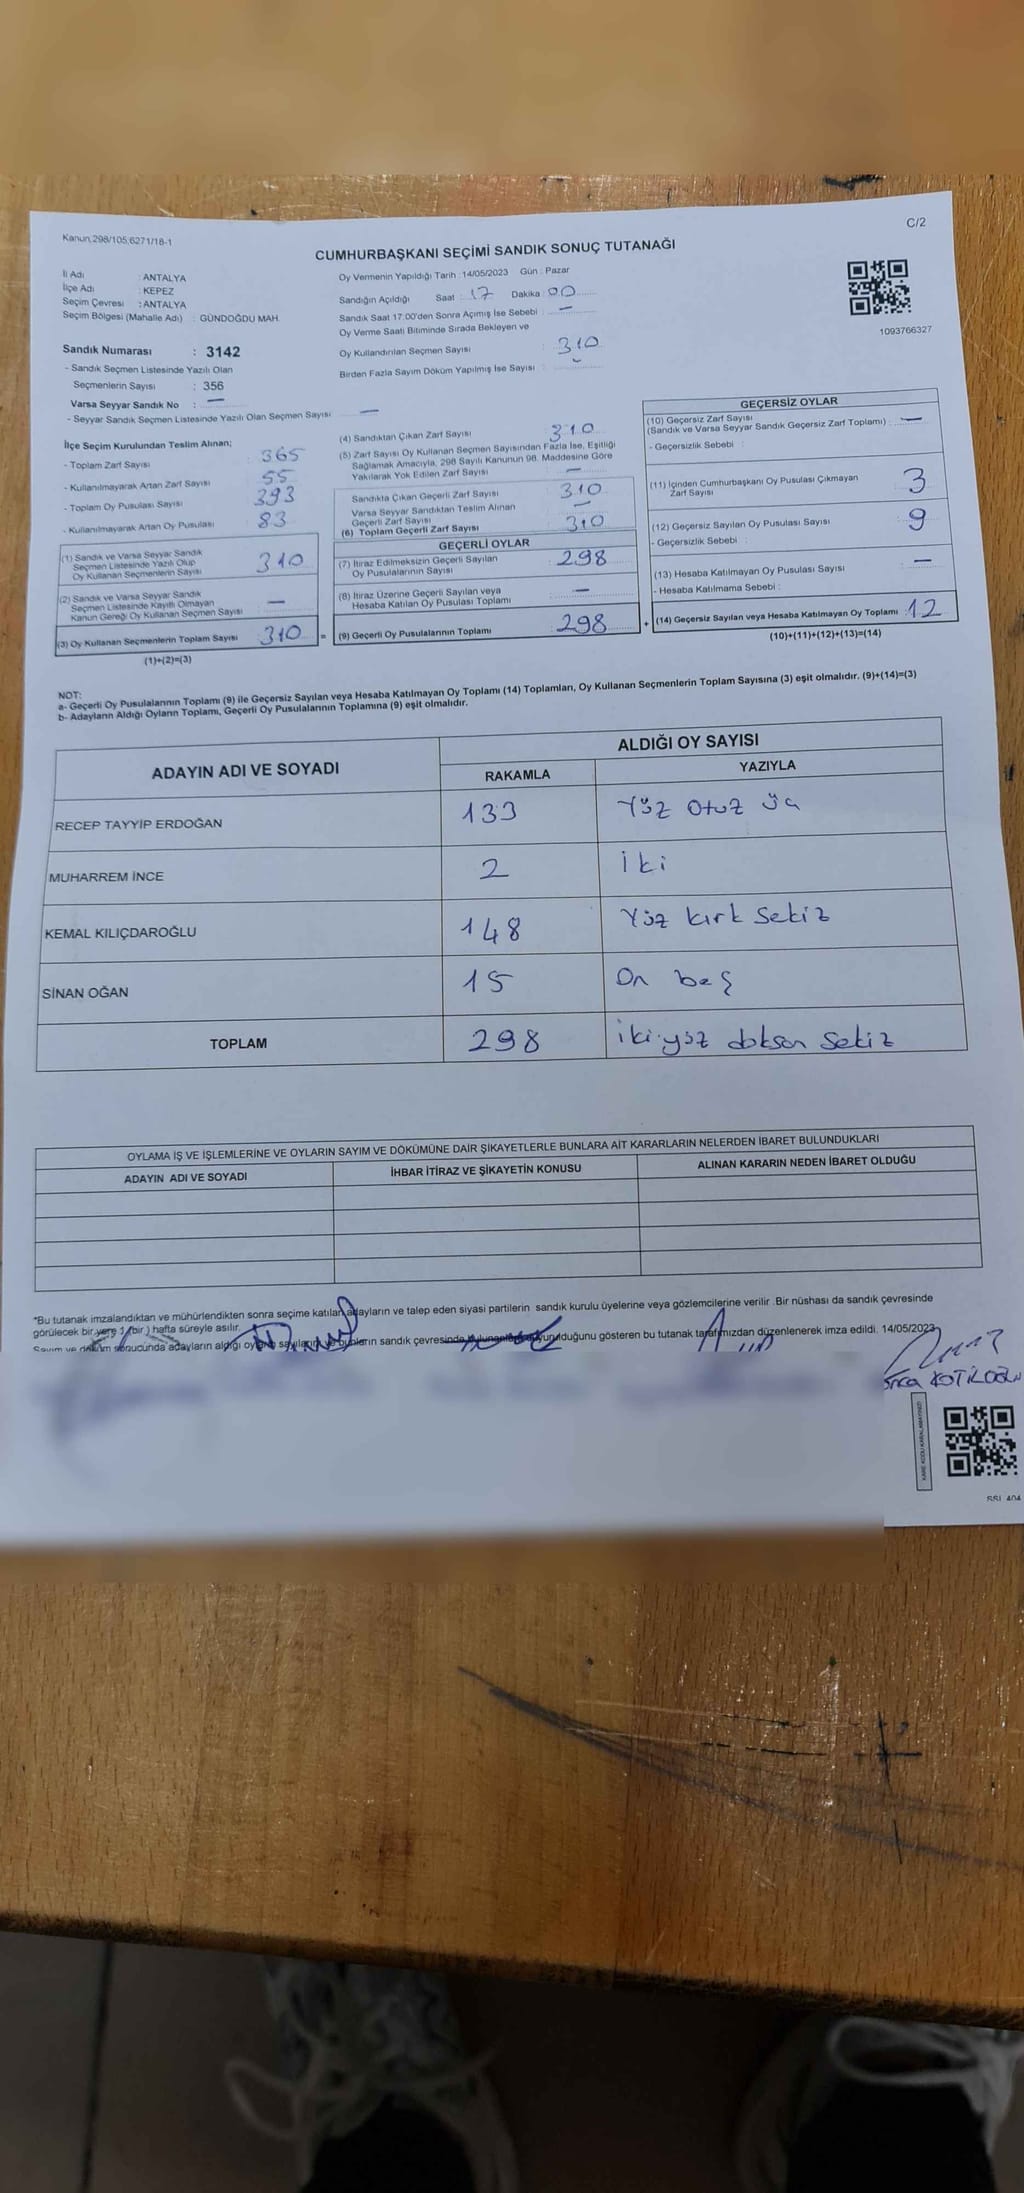 Kanun;298/105;6271/18-1
C/2
CUMHURBAŞKANI SEÇİMİ SANDIK SONUÇ TUTANAĞI
İl Adı : ANTALYA
İlçe Adı : KEPEZ
Seçim Çevresi : ANTALYA
Seçim Bölgesi (Mahalle Adı) : GÜNDOĞDU MAH.
Sandık Numarası : 3142
- Sandık Seçmen Listesinde Yazılı Olan
Seçmenlerin Sayısı : 356
Varsa Seyyar Sandık No : —
- Seyyar Sandık Seçmen Listesinde Yazılı Olan Seçmen Sayısı —
Oy Vermenin Yapıldığı Tarih : 14/05/2023 Gün : Pazar
Sandığın Açıldığı Saat : 17 Dakika : 00
Sandık Saat 17:00'den Sonra Açımış İse Sebebi : —
Oy Verme Saati Bitiminde Sırada Bekleyen ve
Oy Kullandırılan Seçmen Sayısı : 310
Birden Fazla Sayım Döküm Yapılmış İse Sayısı :
1093766327
İlçe Seçim Kurulundan Teslim Alınan;
- Toplam Zarf Sayısı : 365
- Kullanılmayarak Artan Zarf Sayısı : 55
- Toplam Oy Pusulası Sayısı : 393
- Kullanılmayarak Artan Oy Pusulası : 83
(1) Sandık ve Varsa Seyyar Sandık
Seçmen Listesinde Yazılı Olup
Oy Kullanan Seçmenlerin Sayısı 310
(2) Sandık ve Varsa Seyyar Sandık
Seçmen Listesinde Kayıtlı Olmayan
Kanun Gereği Oy Kullanan Seçmen Sayısı —
(3) Oy Kullanan Seçmenlerin Toplam Sayısı 310 =
(1)+(2)=(3)
(4) Sandıktan Çıkan Zarf Sayısı 310
(5) Zarf Sayısı Oy Kullanan Seçmen Sayısından Fazla İse, Eşitliği
Sağlamak Amacıyla, 298 Sayılı Kanunun 98. Maddesine Göre
Yakılarak Yok Edilen Zarf Sayısı —
Sandıkta Çıkan Geçerli Zarf Sayısı 310
Varsa Seyyar Sandıktan Teslim Alınan
Geçerli Zarf Sayısı —
(6) Toplam Geçerli Zarf Sayısı 310
GEÇERLİ OYLAR
(7) İtiraz Edilmeksizin Geçerli Sayılan
Oy Pusulalarının Sayısı 298
(8) İtiraz Üzerine Geçerli Sayılan veya
Hesaba Katılan Oy Pusulası Toplamı —
(9) Geçerli Oy Pusulalarının Toplamı 298 +
GEÇERSİZ OYLAR
(10) Geçersiz Zarf Sayısı
(Sandık ve Varsa Seyyar Sandık Geçersiz Zarf Toplamı) : —
- Geçersizlik Sebebi :
(11) İçinden Cumhurbaşkanı Oy Pusulası Çıkmayan
Zarf Sayısı 3
(12) Geçersiz Sayılan Oy Pusulası Sayısı 9
- Geçersizlik Sebebi :
(13) Hesaba Katılmayan Oy Pusulası Sayısı —
- Hesaba Katılmama Sebebi :
(14) Geçersiz Sayılan veya Hesaba Katılmayan Oy Toplamı 12
(10)+(11)+(12)+(13)=(14)
NOT:
a- Geçerli Oy Pusulalarının Toplamı (9) ile Geçersiz Sayılan veya Hesaba Katılmayan Oy Toplamı (14) Toplamları, Oy Kullanan Seçmenlerin Toplam Sayısına (3) eşit olmalıdır. (9)+(14)=(3)
b- Adayların Aldığı Oyların Toplamı, Geçerli Oy Pusulalarının Toplamına (9) eşit olmalıdır.
ADAYIN ADI VE SOYADI
ALDIĞI OY SAYISI
RAKAMLA YAZIYLA
RECEP TAYYİP ERDOĞAN 133 Yüz otuz üç
MUHARREM İNCE 2 İki
KEMAL KILIÇDAROĞLU 148 Yüz kırk sekiz
SİNAN OĞAN 15 On beş
TOPLAM 298 iki yüz doksan sekiz
OYLAMA İŞ VE İŞLEMLERİNE VE OYLARIN SAYIM VE DÖKÜMÜNE DAİR ŞİKAYETLERLE BUNLARA AİT KARARLARIN NELERDEN İBARET BULUNDUKLARI
ADAYIN ADI VE SOYADI İHBAR İTİRAZ VE ŞİKAYETİN KONUSU ALINAN KARARIN NEDEN İBARET OLDUĞU
*Bu tutanak imzalandıktan ve mühürlendikten sonra seçime katılan adayların ve talep eden siyasi partilerin sandık kurulu üyelerine veya gözlemcilerine verilir. Bir nüshası da sandık çevresinde
görülecek bir yere 1 (bir) hafta süreyle asılır.
Sayım ve döküm sonucunda adayların aldığı oyların sandık çevresinde bulunduğunu gösteren bu tutanak tarafımızdan düzenlenerek imza edildi. 14/05/2023
KARE KODU KARALAMAYINIZ!